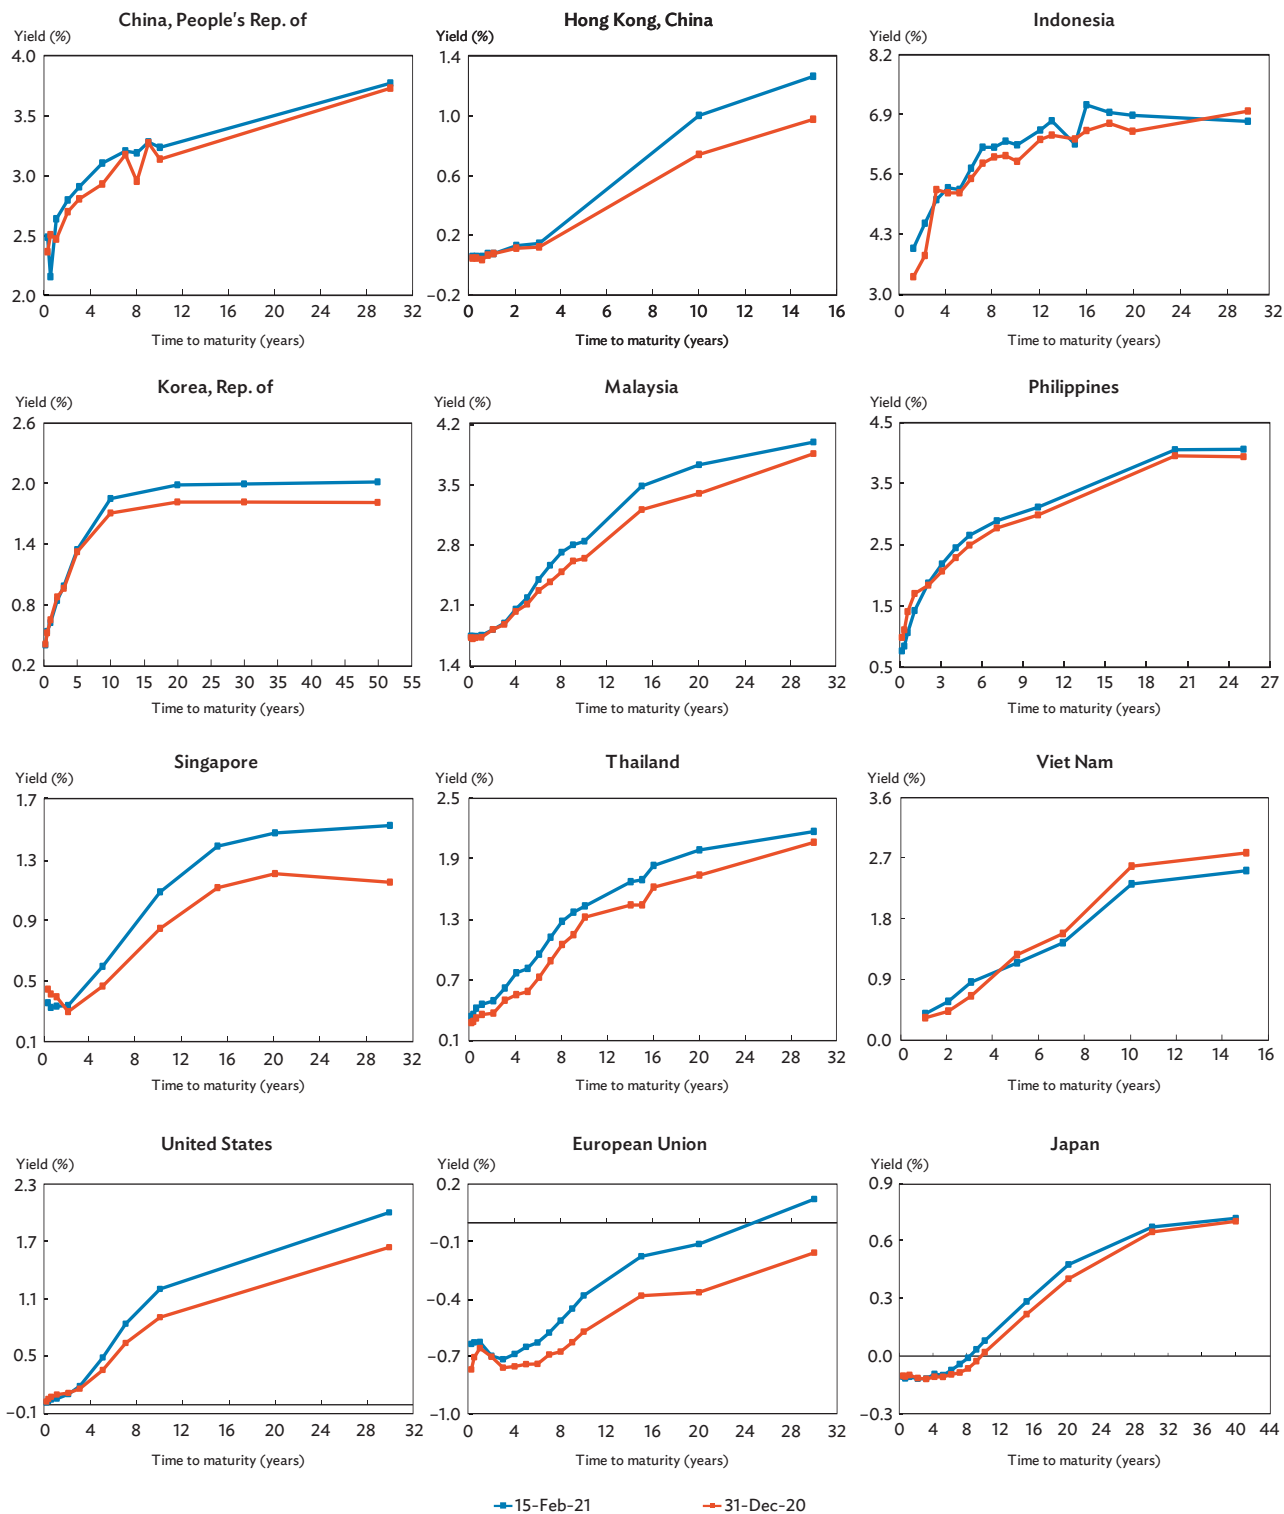 China, People's Rep. of
Yield (%)
4.0
3.5
3.0
2.5
2.0
0 4 8 12 16 20 24 28 32
Time to maturity (years)
Hong Kong, China
Yield (%)
1.4
1.0
0.6
0.2
–0.2
0 2 4 6 8 10 12 14 16
Time to maturity (years)
Indonesia
Yield (%)
8.2
6.9
5.6
4.3
3.0
0 4 8 12 16 20 24 28 32
Time to maturity (years)
Korea, Rep. of
Yield (%)
2.6
2.0
1.4
0.8
0.2
0 5 10 15 20 25 30 35 40 45 50 55
Time to maturity (years)
Malaysia
Yield (%)
4.2
3.5
2.8
2.1
1.4
0 4 8 12 16 20 24 28 32
Time to maturity (years)
Philippines
Yield (%)
4.5
3.5
2.5
1.5
0.5
0 3 6 9 12 15 18 21 24 27
Time to maturity (years)
Singapore
Yield (%)
1.7
1.3
0.9
0.5
0.1
0 4 8 12 16 20 24 28 32
Time to maturity (years)
Thailand
Yield (%)
2.5
1.9
1.3
0.7
0.1
0 4 8 12 16 20 24 28 32
Time to maturity (years)
Viet Nam
Yield (%)
3.6
2.7
1.8
0.9
0.0
0 2 4 6 8 10 12 14 16
Time to maturity (years)
United States
Yield (%)
2.3
1.7
1.1
0.5
–0.1
0 4 8 12 16 20 24 28 32
Time to maturity (years)
European Union
Yield (%)
0.2
–0.1
–0.4
–0.7
–1.0
0 4 8 12 16 20 24 28 32
Time to maturity (years)
Japan
Yield (%)
0.9
0.6
0.3
0.0
–0.3
0 4 8 12 16 20 24 28 32 36 40 44
Time to maturity (years)
15-Feb-21 31-Dec-20